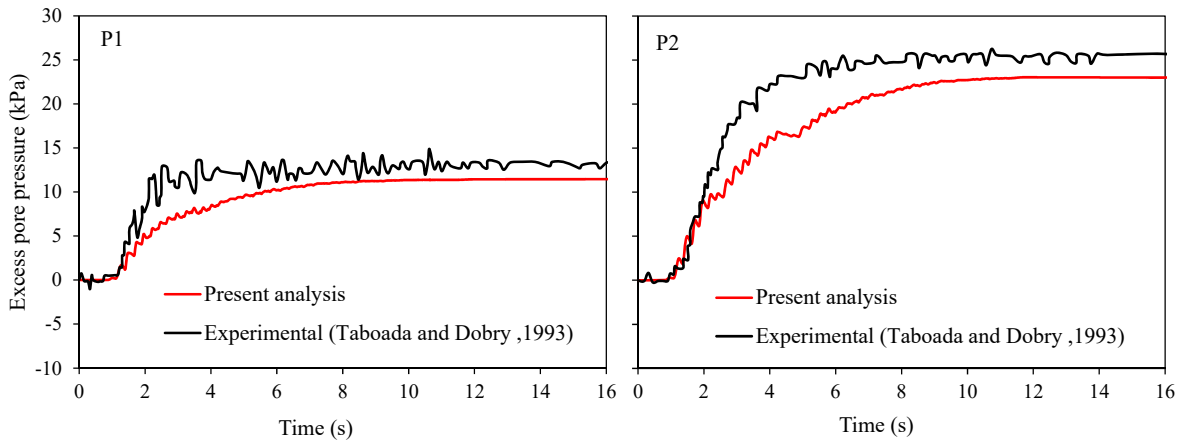 Excess pore pressure (kPa)
30
25
20
15
10
5
0
-5
-10
P1
Present analysis
Experimental (Taboada and Dobry ,1993)
0 2 4 6 8 10 12 14 16
Time (s)
P2
Present analysis
Experimental (Taboada and Dobry ,1993)
0 2 4 6 8 10 12 14 16
Time (s)